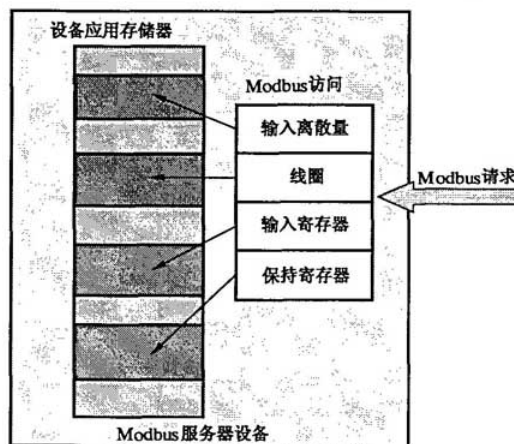 设备应用存储器
Modbus访问
输入离散量
线圈
Modbus请求
输入寄存器
保持寄存器
Modbus服务器设备